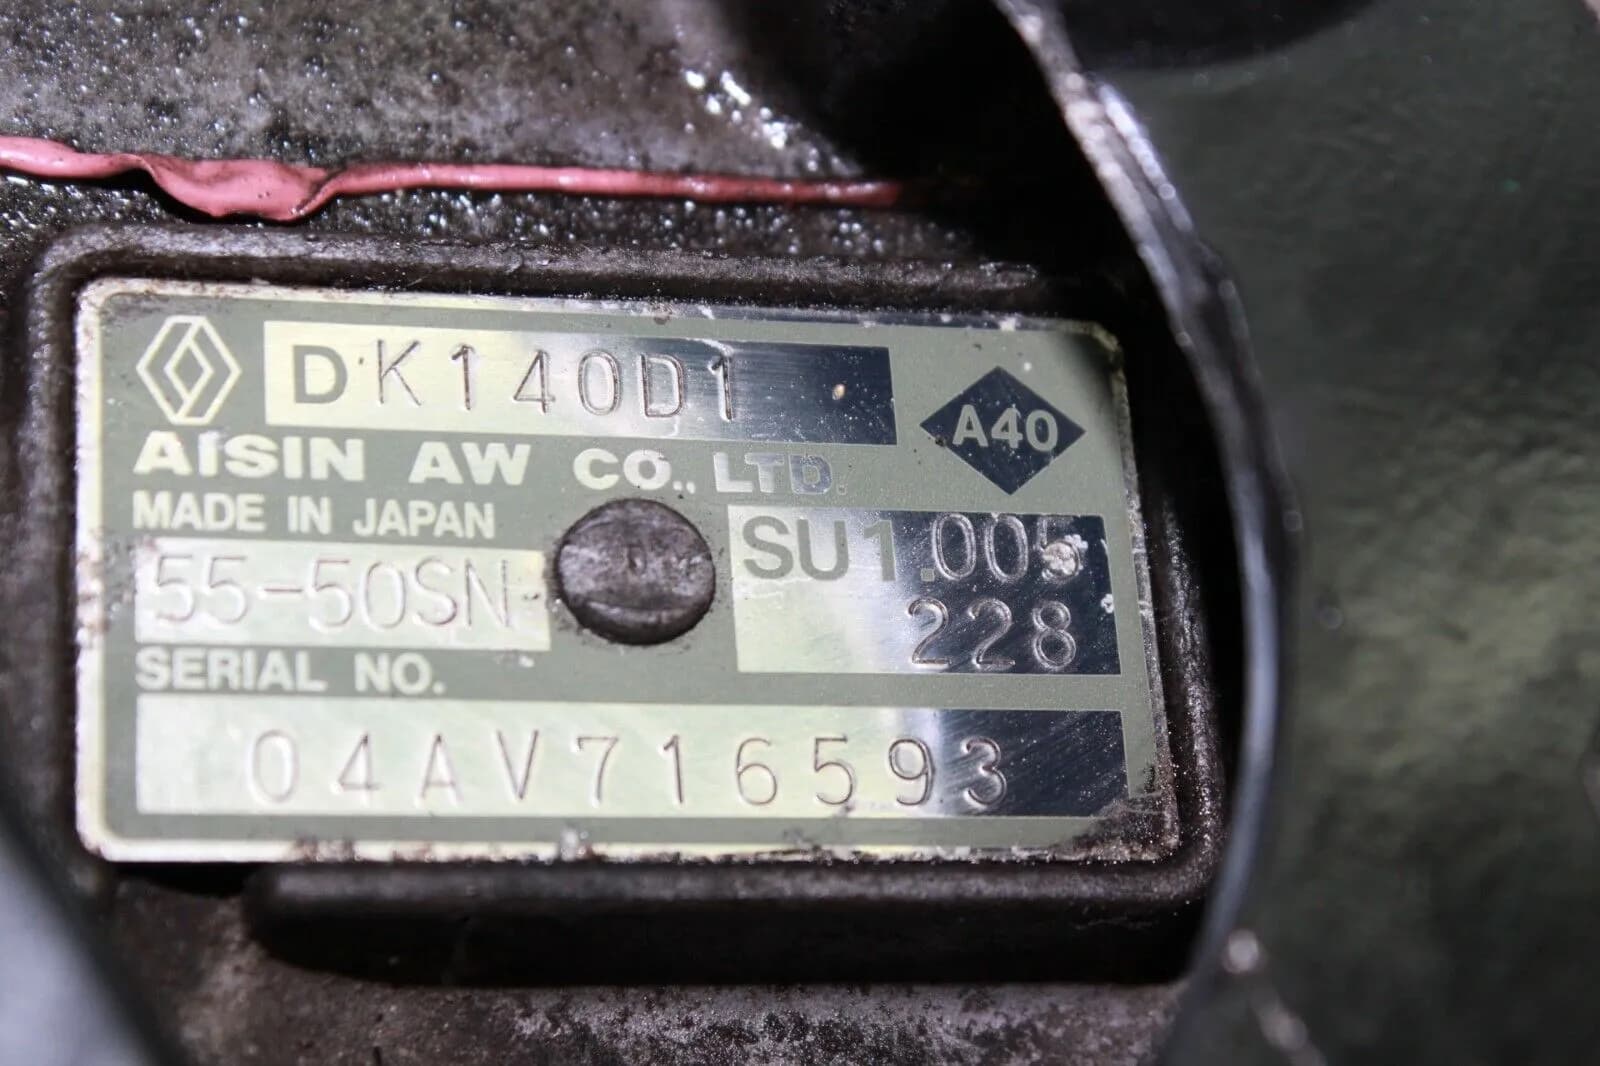 DK140D1
A40
AISIN AW CO., LTD.
MADE IN JAPAN
SU1.005
55-50SN
228
SERIAL NO.
04AV716593